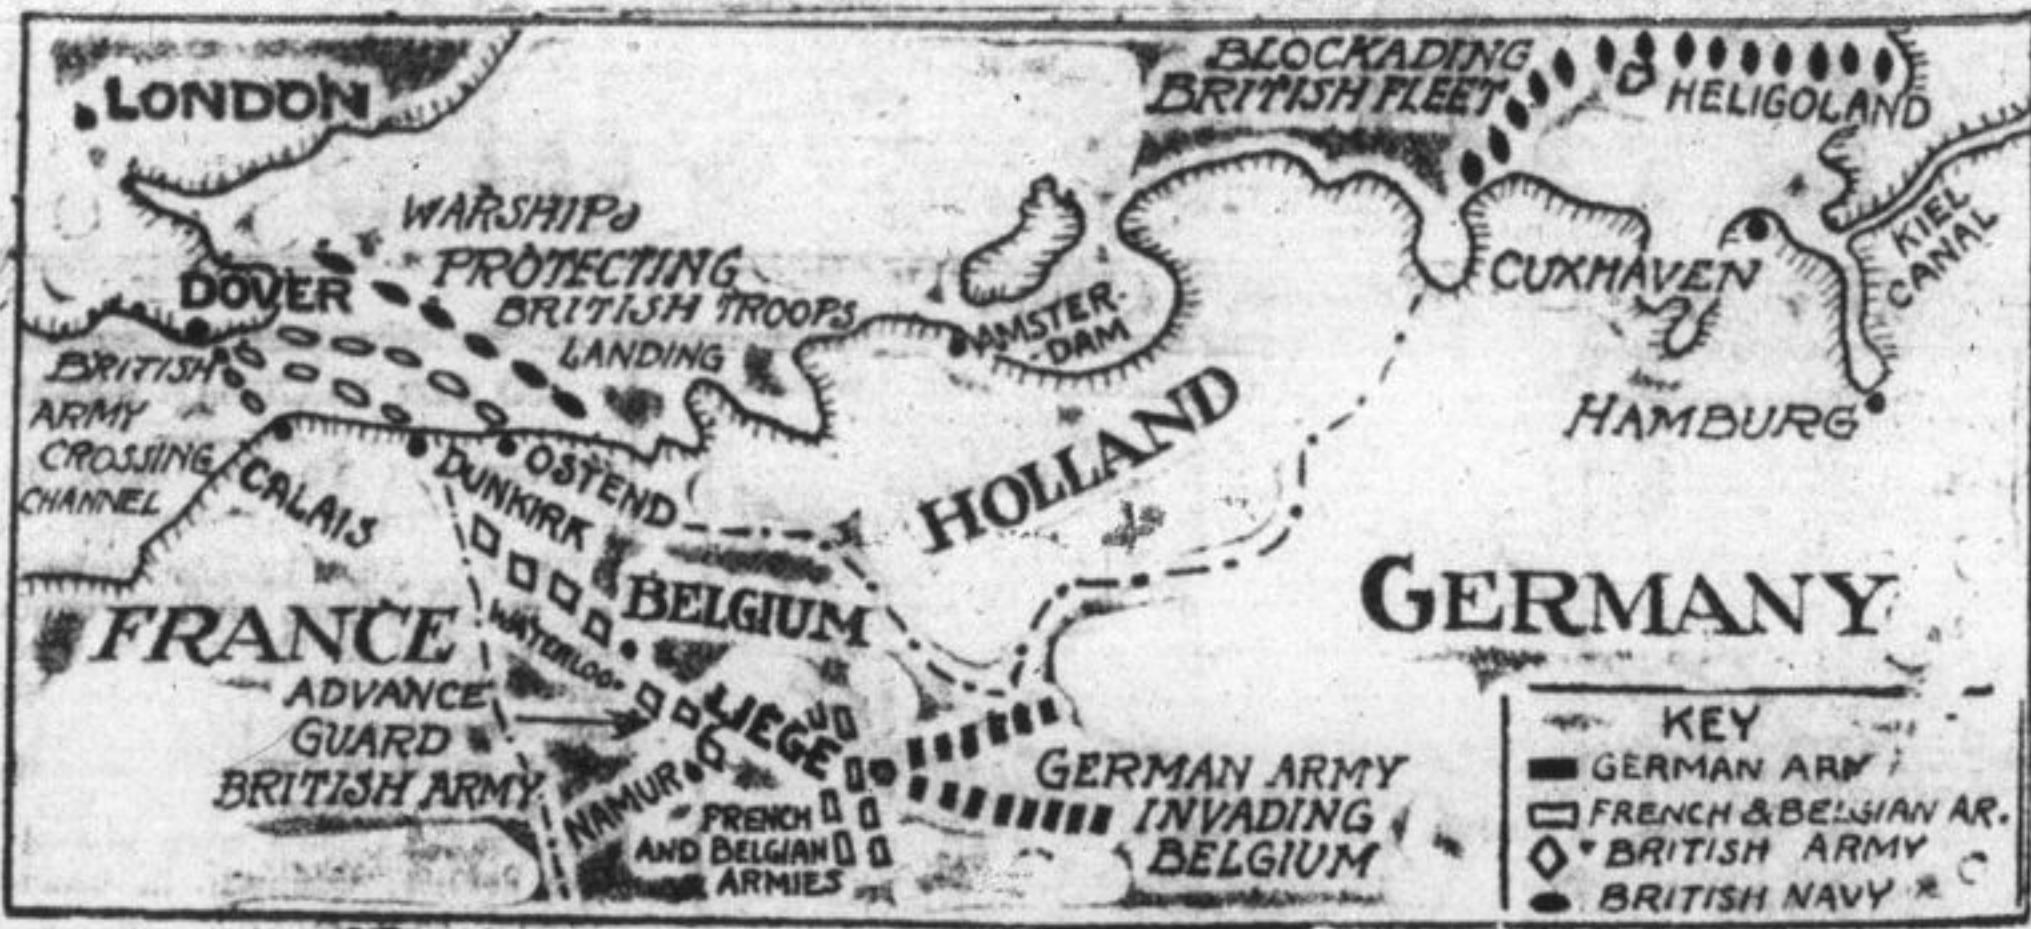 LONDON
BLOCKADING
BRITISH FLEET
HELIGOLAND
WARSHIPS
PROTECTING
BRITISH TROOPS
LANDING
DOVER
AMSTER-
-DAM
CUXHAVEN
KIEL
CANAL
BRITISH
ARMY
CROSSING
CHANNEL
CALAIS
DUNKIRK
OSTEND
HOLLAND
HAMBURG
FRANCE
BELGIUM
GERMANY
WATERLOO
ADVANCE
GUARD
BRITISH ARMY
LIEGE
NAMUR
FRENCH
AND BELGIAN
ARMIES
GERMAN ARMY
INVADING
BELGIUM
KEY
GERMAN ARM
FRENCH & BELGIAN AR.
BRITISH ARMY
BRITISH NAVY